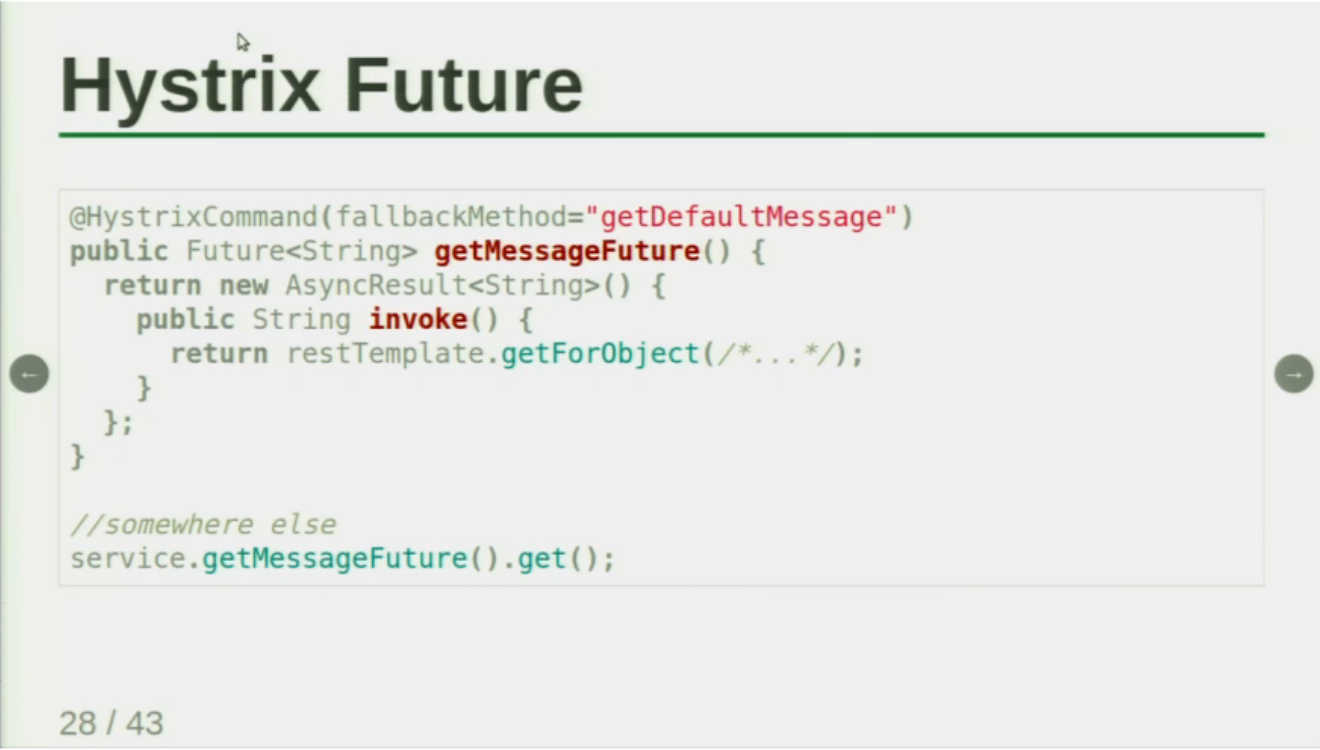 Hystrix Future
@HystrixCommand(fallbackMethod="getDefaultMessage")
public Future<String> getMessageFuture() {
  return new AsyncResult<String>() {
    public String invoke() {
      return restTemplate.getForObject(/*...*/);
    }
  };
}
//somewhere else
service.getMessageFuture().get();
28 / 43